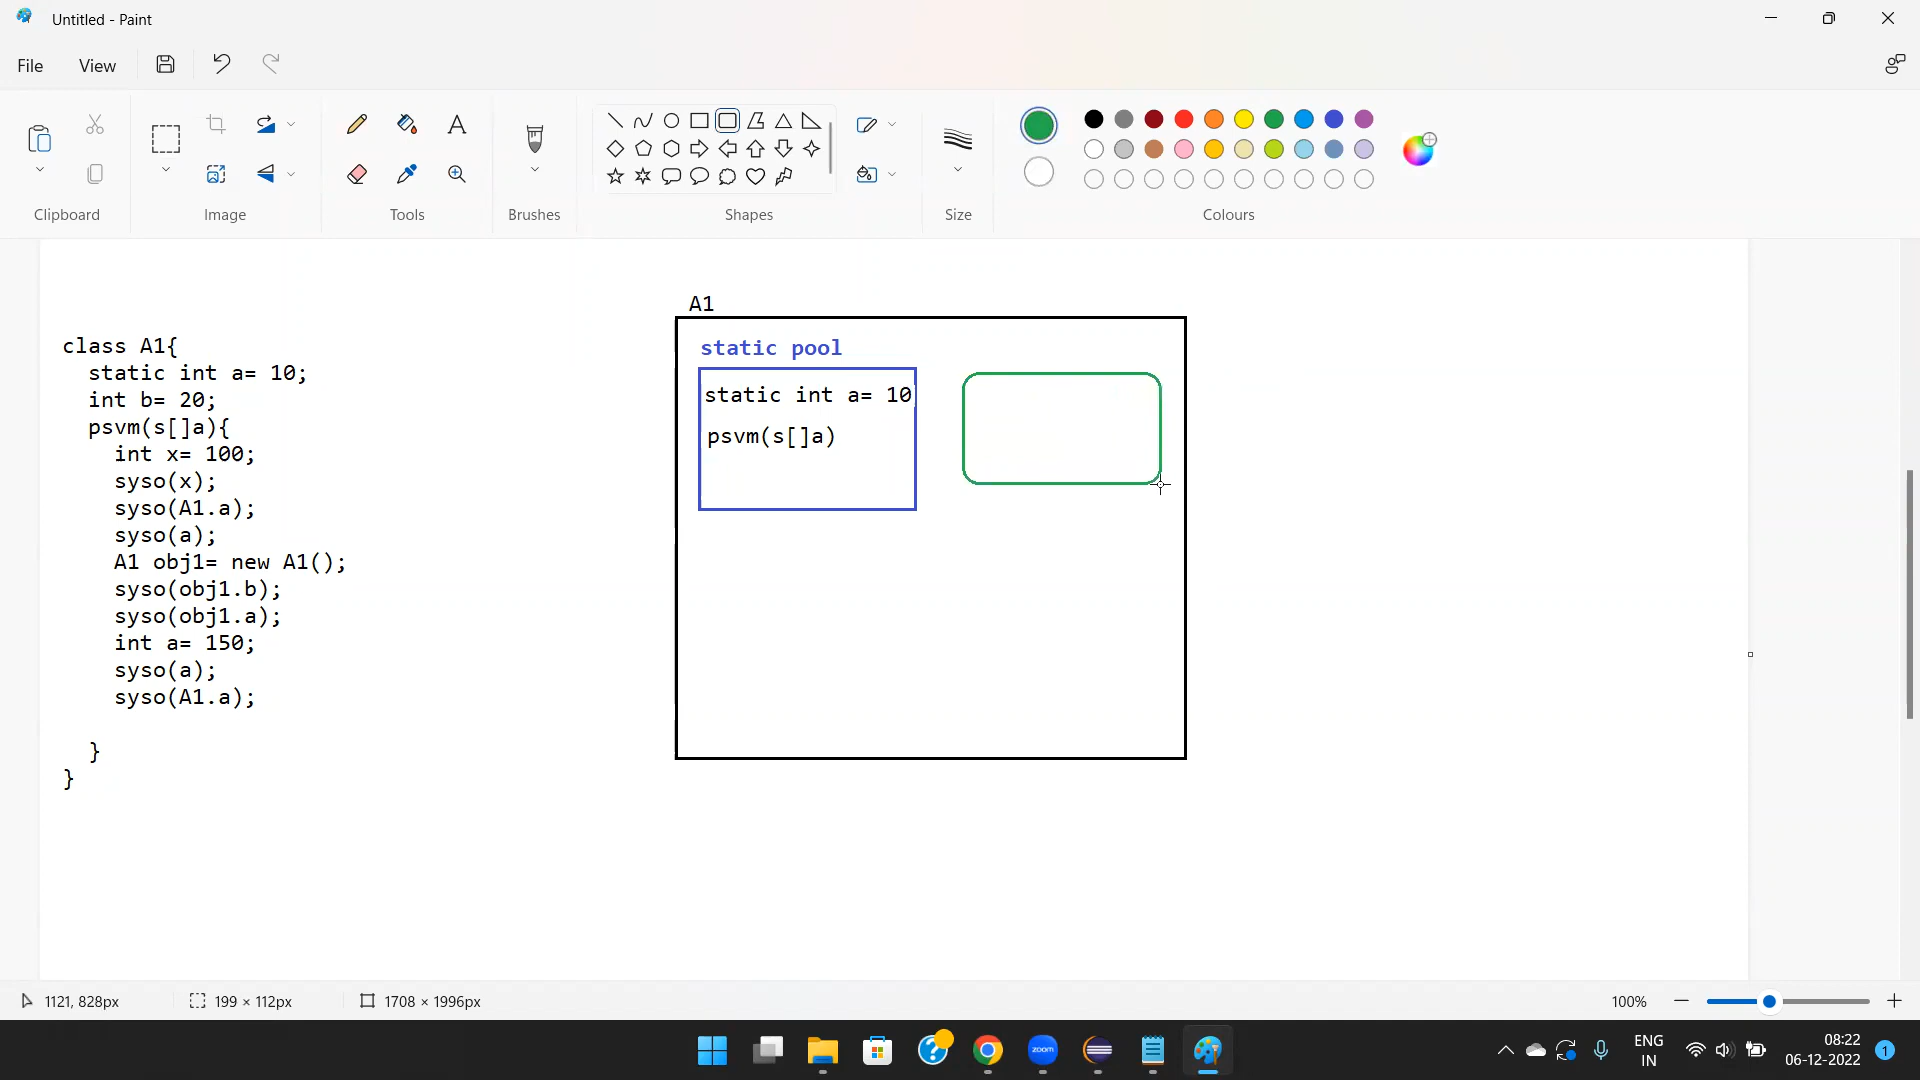 Untitled - Paint
File
View
Clipboard
Image
Tools
Brushes
Shapes
Size
Colours
A1
class A1{
static int a= 10;
int b= 20;
psvm(s[]a){
int x= 100;
syso(x);
syso(A1.a);
syso(a);
A1 obj1= new A1();
syso(obj1.b);
syso(obj1.a);
int a= 150;
syso(a);
syso(A1.a);
}
}
static pool
static int a= 10
psvm(s[]a)
1121, 828px
199 × 112px
1708 × 1996px
100%
zoom
ENG
IN
08:22
06-12-2022
1